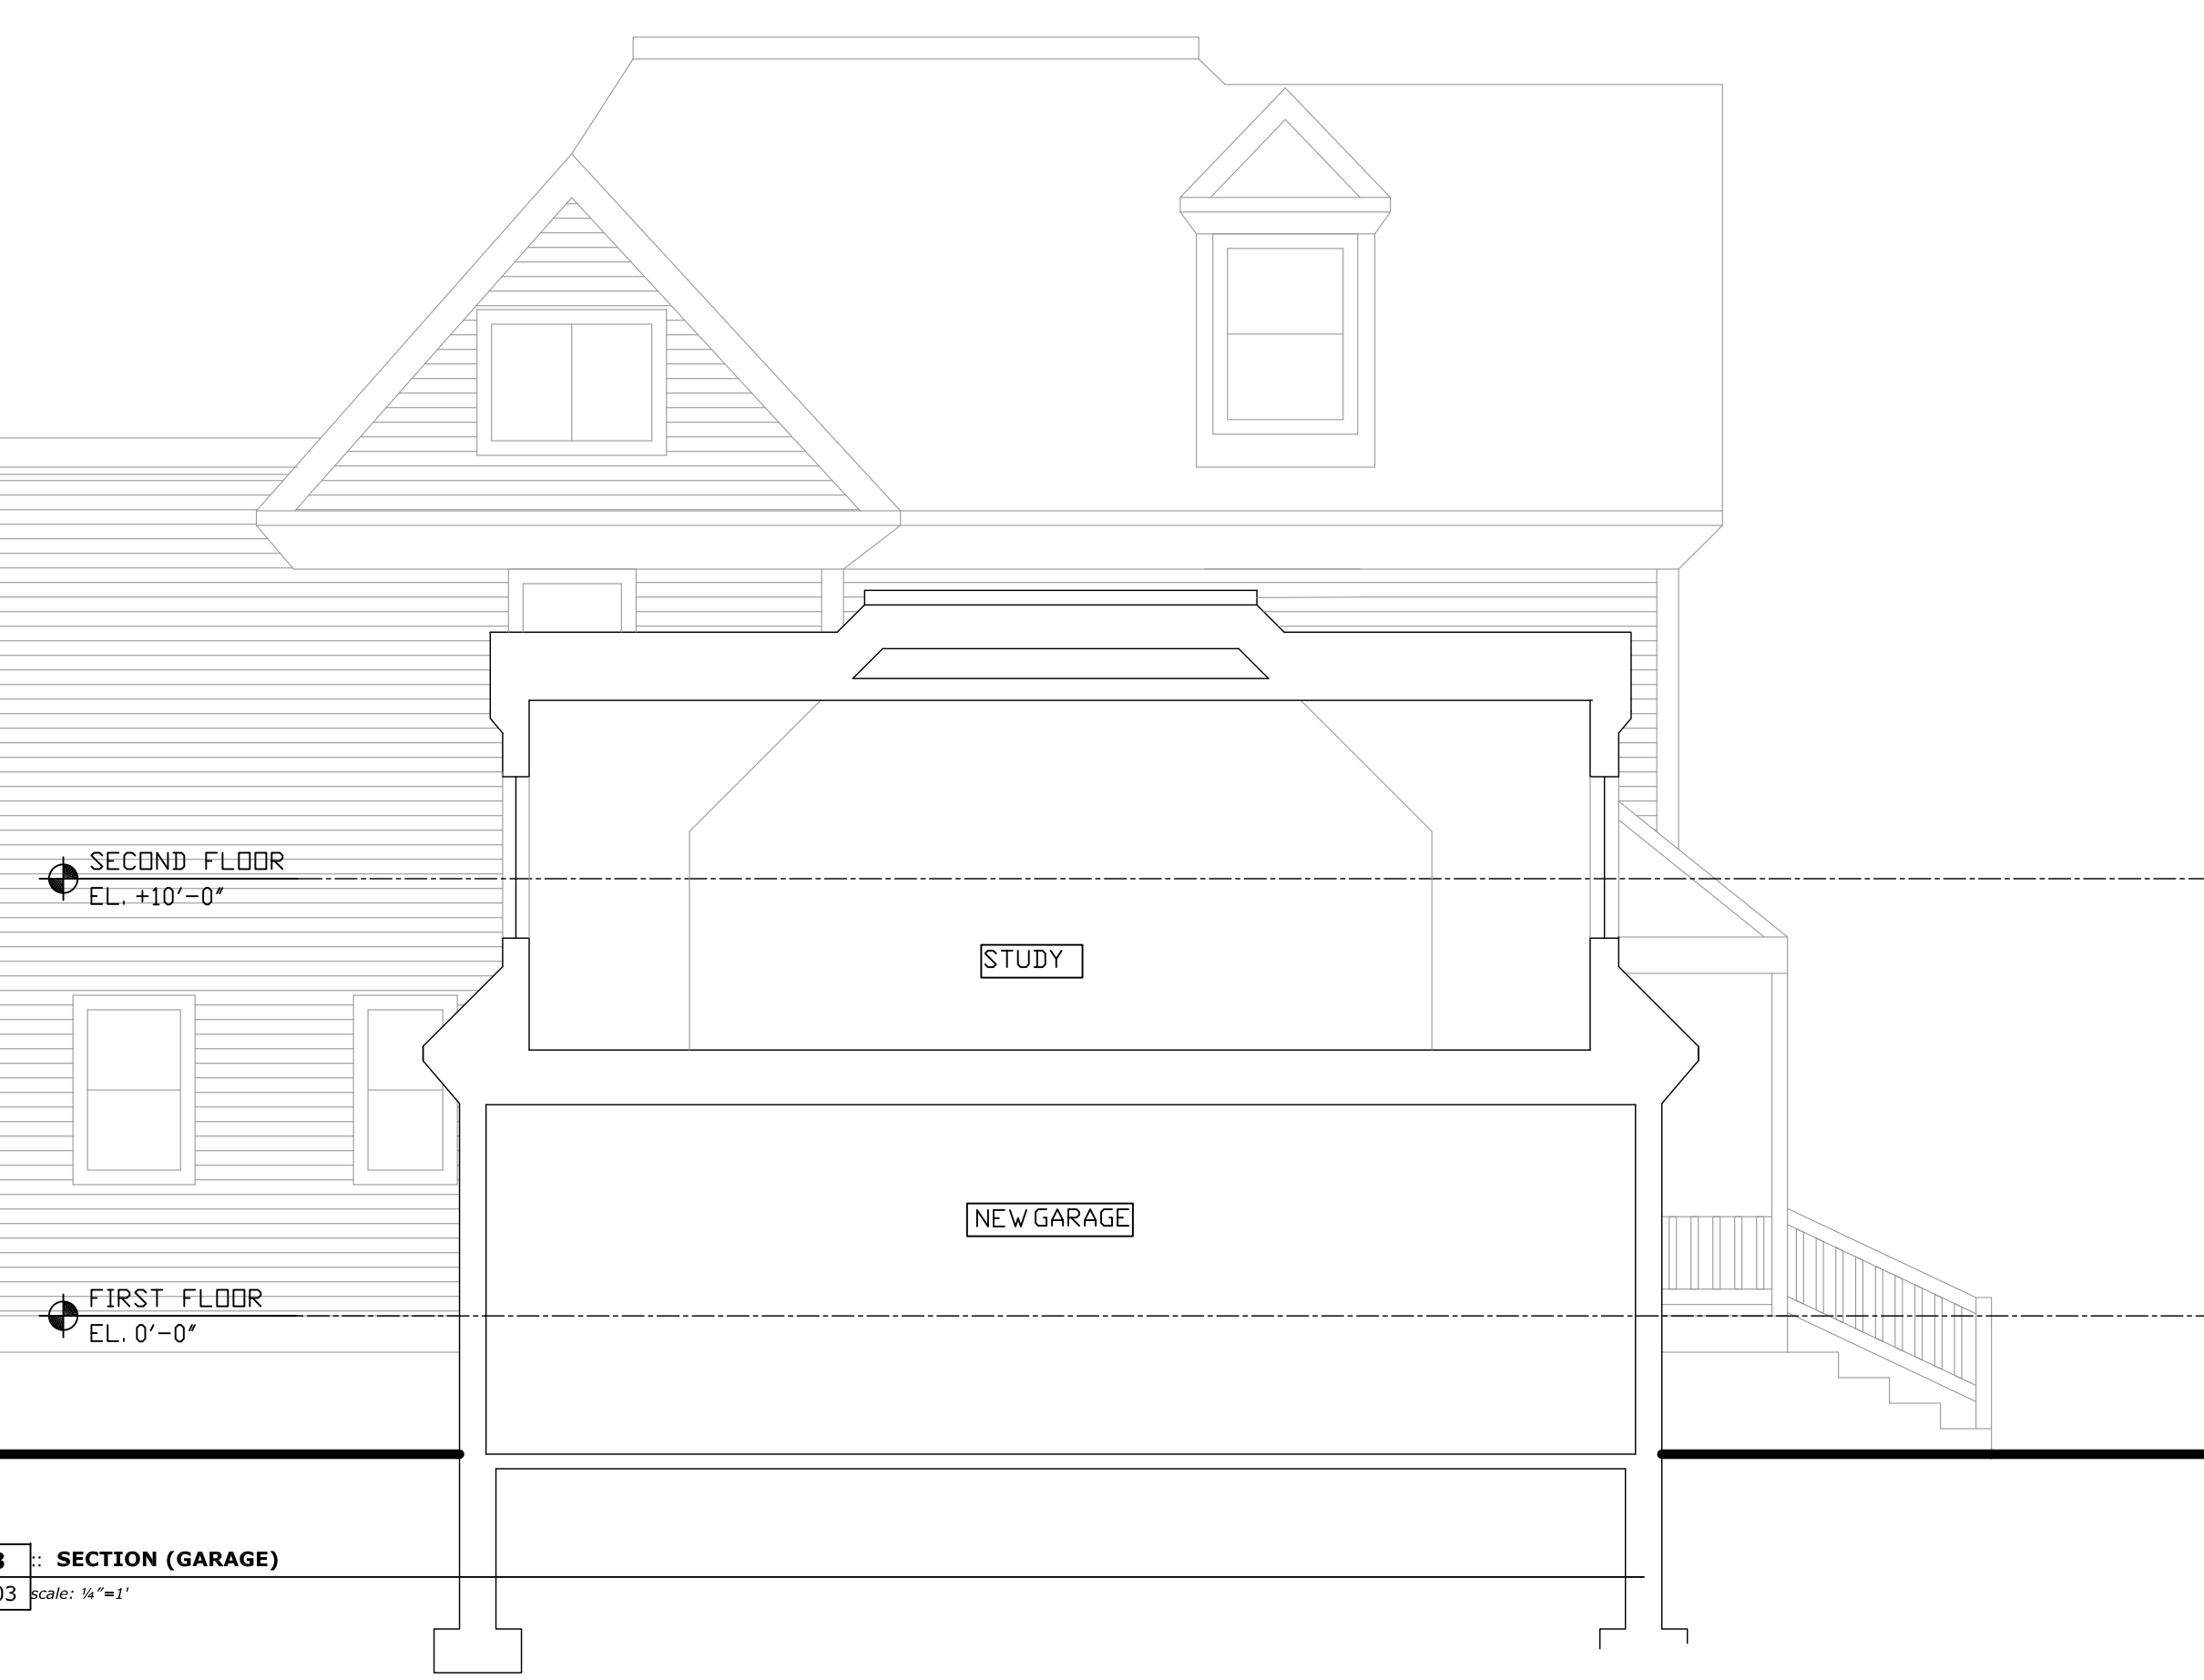 SECOND FLOOR
EL. +10'-0"
STUDY
NEW GARAGE
FIRST FLOOR
EL. 0'-0"
:: SECTION (GARAGE)
03 scale: ¼"=1'